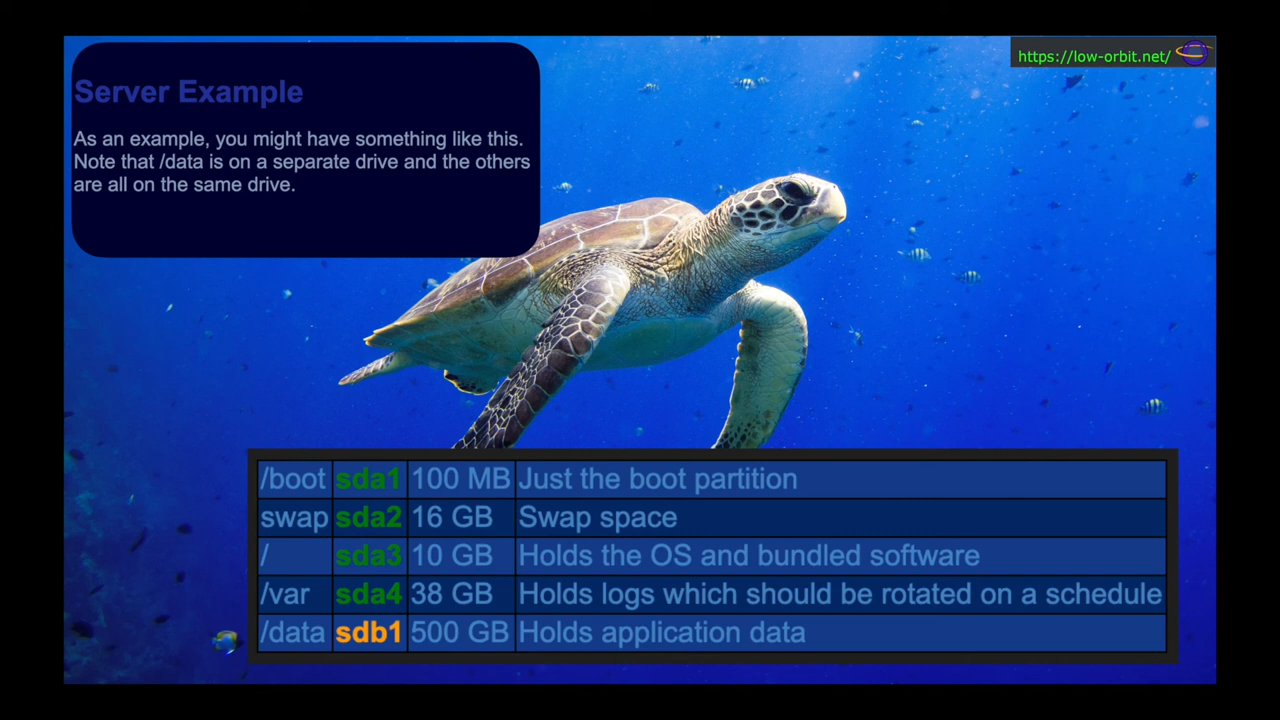 Server Example
https://low-orbit.net/
As an example, you might have something like this.
Note that /data is on a separate drive and the others
are all on the same drive.
/boot sda1 100 MB Just the boot partition
swap sda2 16 GB Swap space
/ sda3 10 GB Holds the OS and bundled software
/var sda4 38 GB Holds logs which should be rotated on a schedule
/data sdb1 500 GB Holds application data